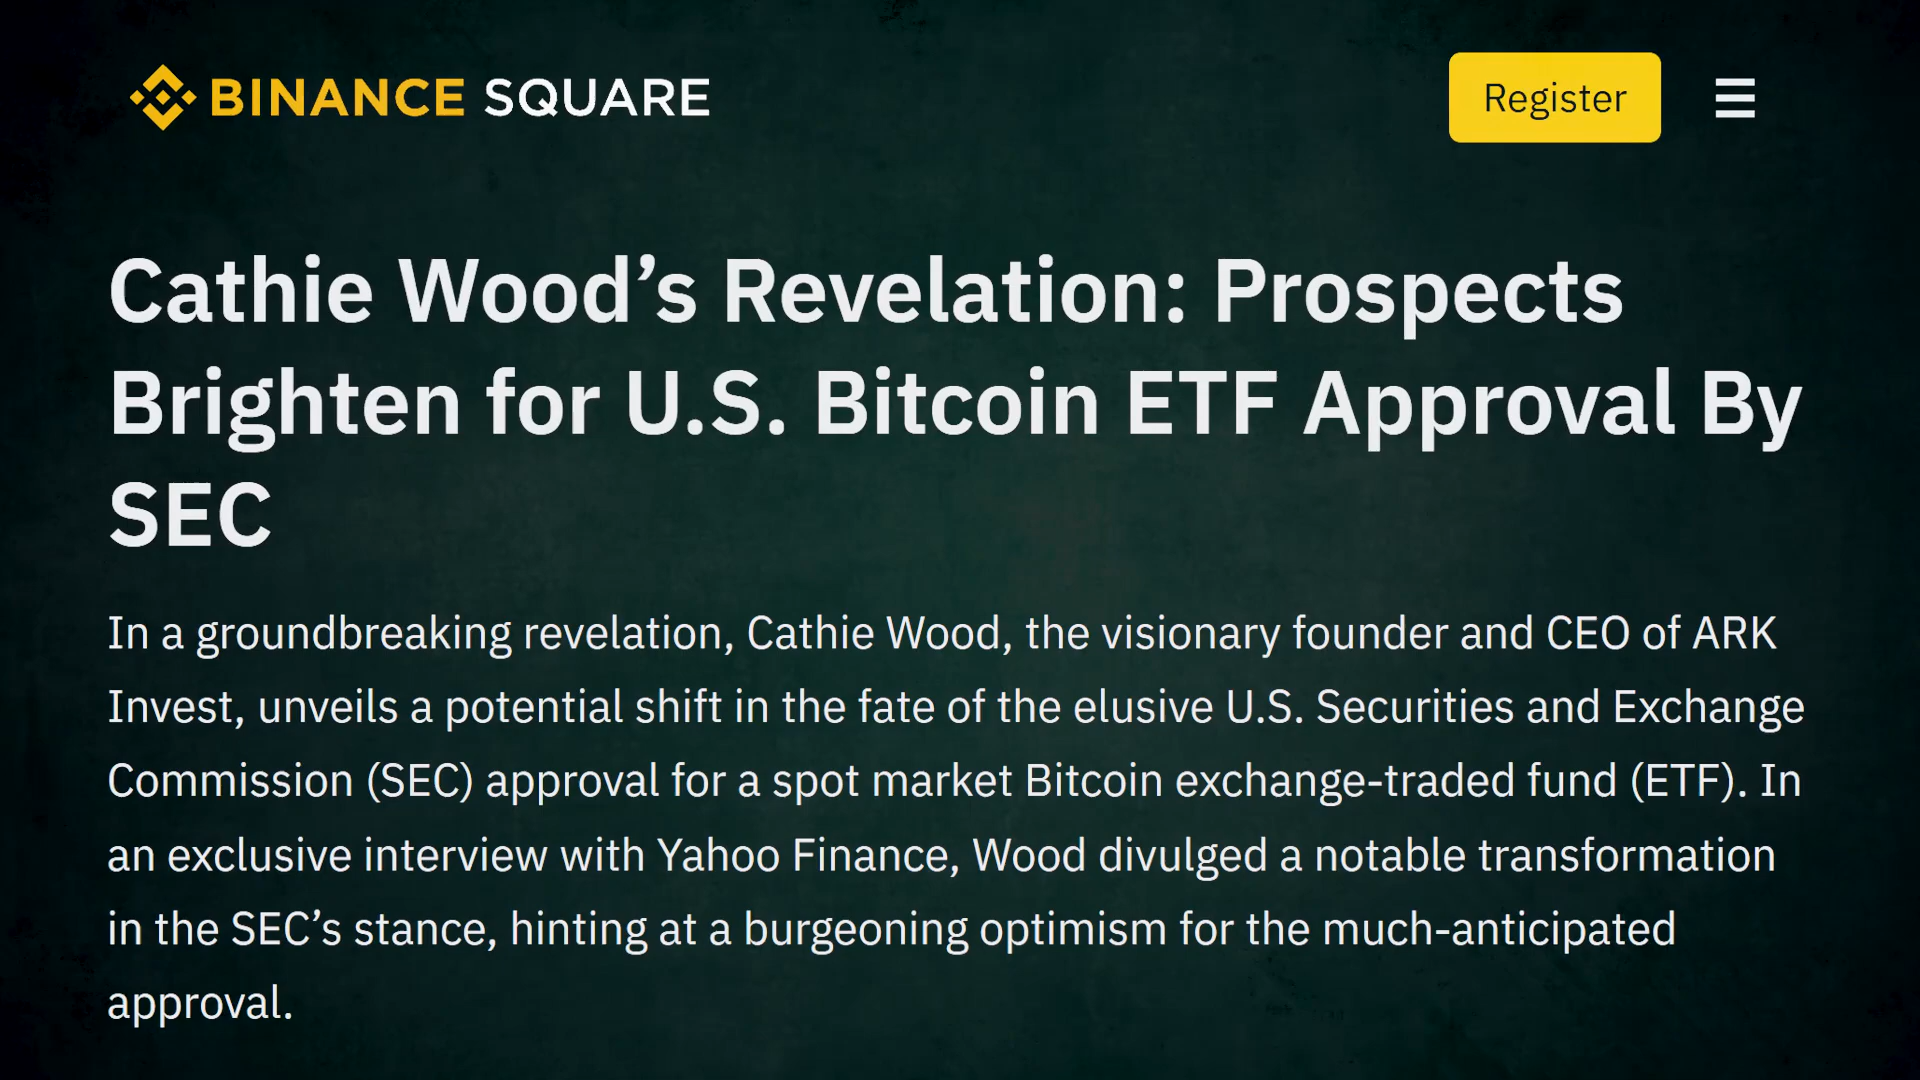 BINANCE SQUARE
Register
Cathie Wood’s Revelation: Prospects
Brighten for U.S. Bitcoin ETF Approval By
SEC
In a groundbreaking revelation, Cathie Wood, the visionary founder and CEO of ARK
Invest, unveils a potential shift in the fate of the elusive U.S. Securities and Exchange
Commission (SEC) approval for a spot market Bitcoin exchange-traded fund (ETF). In
an exclusive interview with Yahoo Finance, Wood divulged a notable transformation
in the SEC’s stance, hinting at a burgeoning optimism for the much-anticipated
approval.